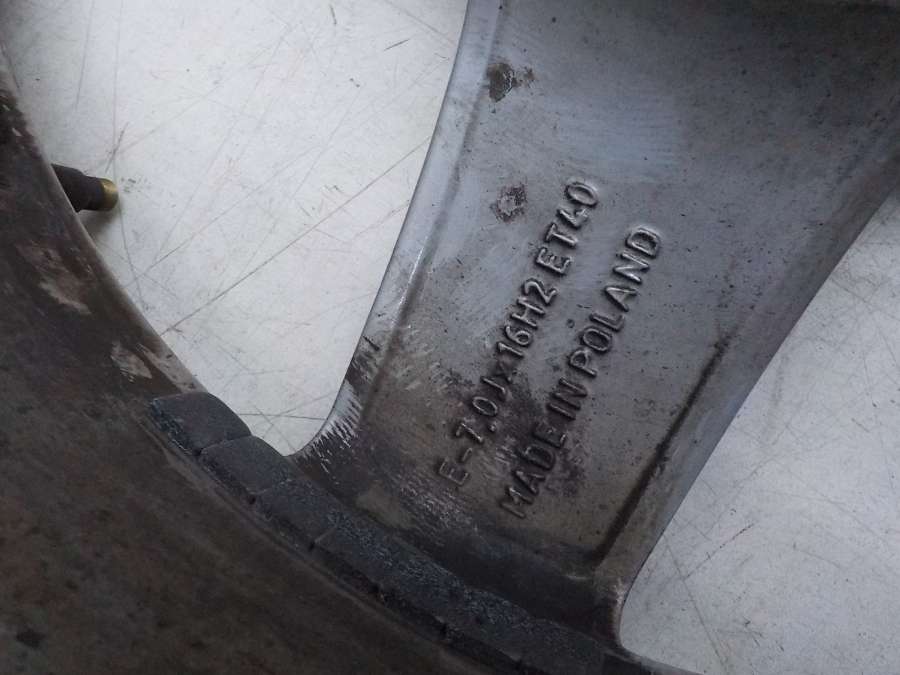 E-7.0Jx16H2 ET40
MADE IN POLAND